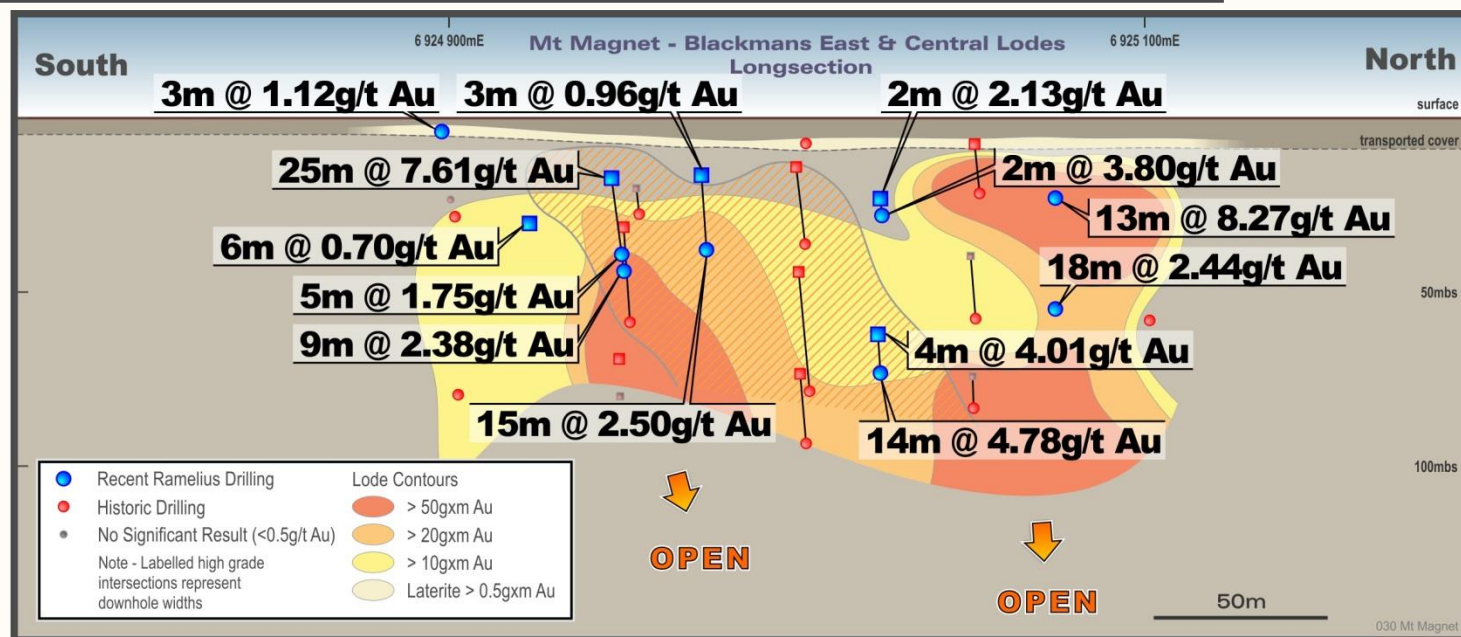 6 924 900mE
Mt Magnet - Blackmans East & Central Lodes
Longsection
6 925 100mE
South
North
surface
transported cover
3m @ 1.12g/t Au
3m @ 0.96g/t Au
2m @ 2.13g/t Au
25m @ 7.61g/t Au
2m @ 3.80g/t Au
13m @ 8.27g/t Au
6m @ 0.70g/t Au
18m @ 2.44g/t Au
5m @ 1.75g/t Au
50mbs
9m @ 2.38g/t Au
4m @ 4.01g/t Au
15m @ 2.50g/t Au
14m @ 4.78g/t Au
100mbs
Recent Ramelius Drilling
Historic Drilling
No Significant Result (<0.5g/t Au)
Note - Labelled high grade
intersections represent
downhole widths
Lode Contours
> 50gxm Au
> 20gxm Au
> 10gxm Au
Laterite > 0.5gxm Au
OPEN
OPEN
50m
030 Mt Magnet